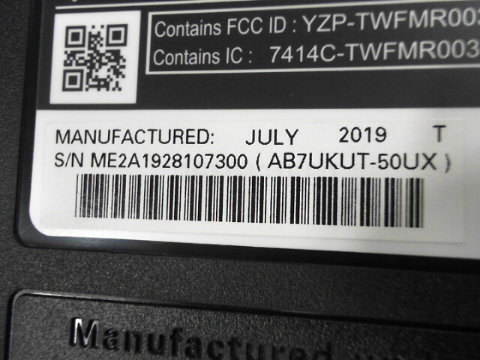 Contains FCC ID : YZP-TWFMR003
Contains IC : 7414C-TWFMR003
MANUFACTURED: JULY 2019 T
S/N ME2A1928107300 ( AB7UKUT-50UX )
Manufactured